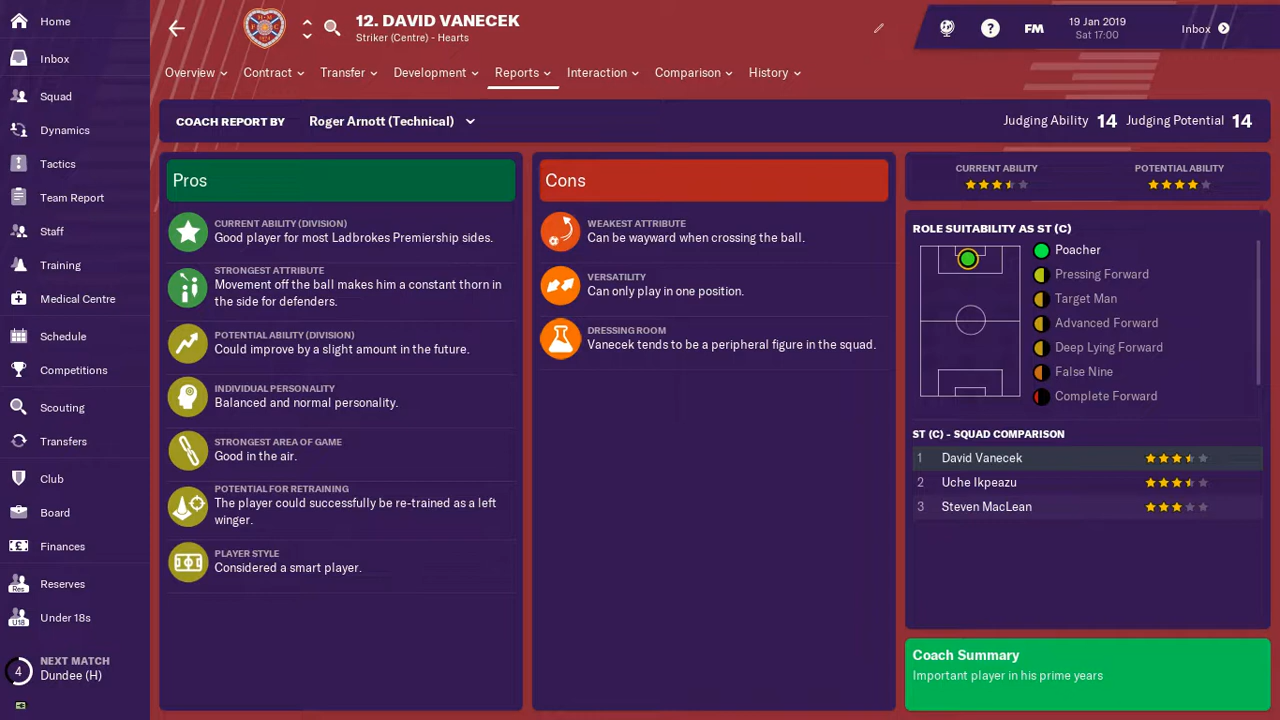 Home
Inbox
Squad
Dynamics
Tactics
Team Report
Staff
Training
Medical Centre
Schedule
Competitions
Scouting
Transfers
Club
Board
Finances
Res
Reserves
U18
Under 18s
4
NEXT MATCH
Dundee (H)
12. DAVID VANECEK
Striker (Centre) - Hearts
?
FM
19 Jan 2019
Sat 17:00
Inbox
Overview
Contract
Transfer
Development
Reports
Interaction
Comparison
History
COACH REPORT BY
Roger Arnott (Technical)
Judging Ability 14
Judging Potential 14
Pros
CURRENT ABILITY (DIVISION)
Good player for most Ladbrokes Premiership sides.
STRONGEST ATTRIBUTE
Movement off the ball makes him a constant thorn in
the side for defenders.
POTENTIAL ABILITY (DIVISION)
Could improve by a slight amount in the future.
INDIVIDUAL PERSONALITY
Balanced and normal personality.
STRONGEST AREA OF GAME
Good in the air.
POTENTIAL FOR RETRAINING
The player could successfully be re-trained as a left
winger.
PLAYER STYLE
Considered a smart player.
Cons
WEAKEST ATTRIBUTE
Can be wayward when crossing the ball.
VERSATILITY
Can only play in one position.
DRESSING ROOM
Vanecek tends to be a peripheral figure in the squad.
CURRENT ABILITY
POTENTIAL ABILITY
ROLE SUITABILITY AS ST (C)
Poacher
Pressing Forward
Target Man
Advanced Forward
Deep Lying Forward
False Nine
Complete Forward
ST (C) - SQUAD COMPARISON
1 David Vanecek
2 Uche Ikpeazu
3 Steven MacLean
Coach Summary
Important player in his prime years